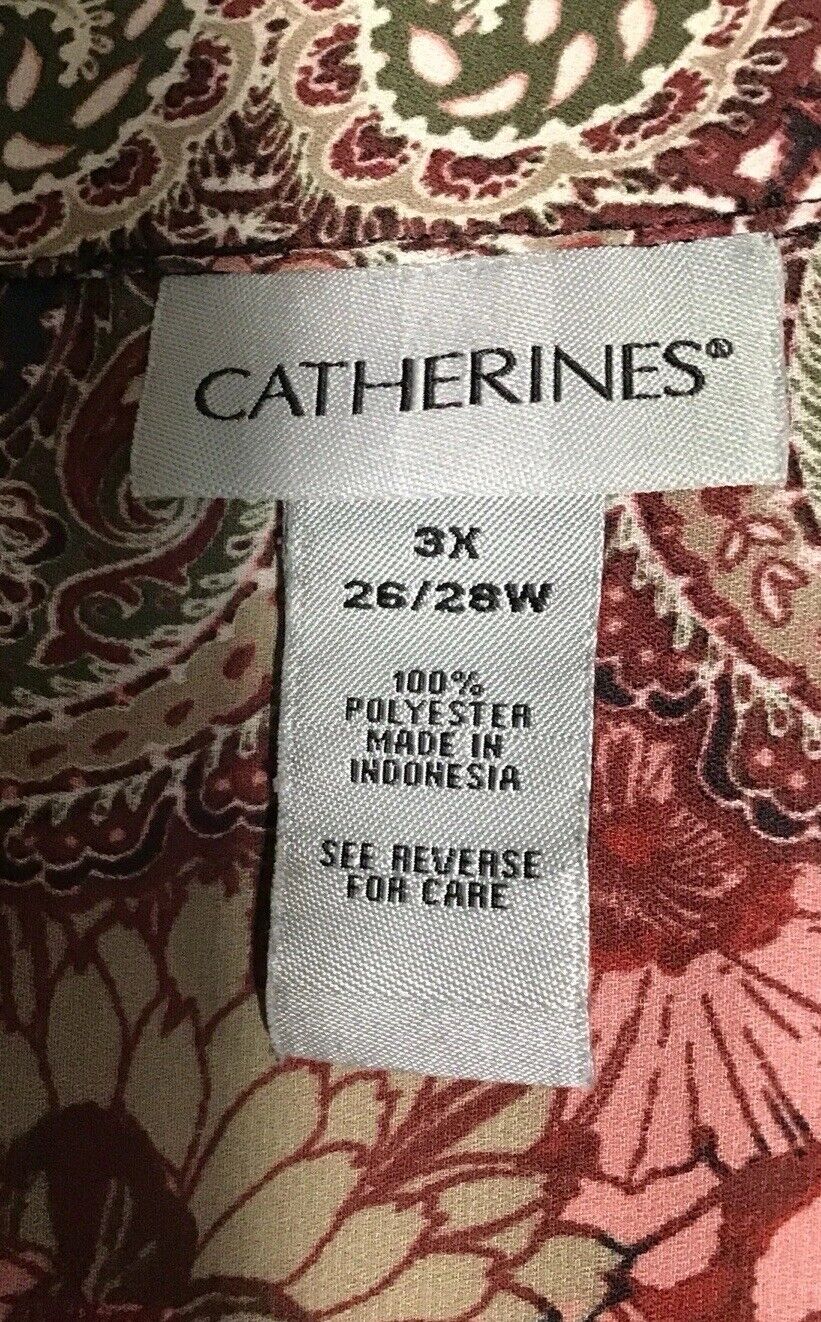 CATHERINES®
3X
26/28W
100%
POLYESTER
MADE IN
INDONESIA
SEE REVERSE
FOR CARE